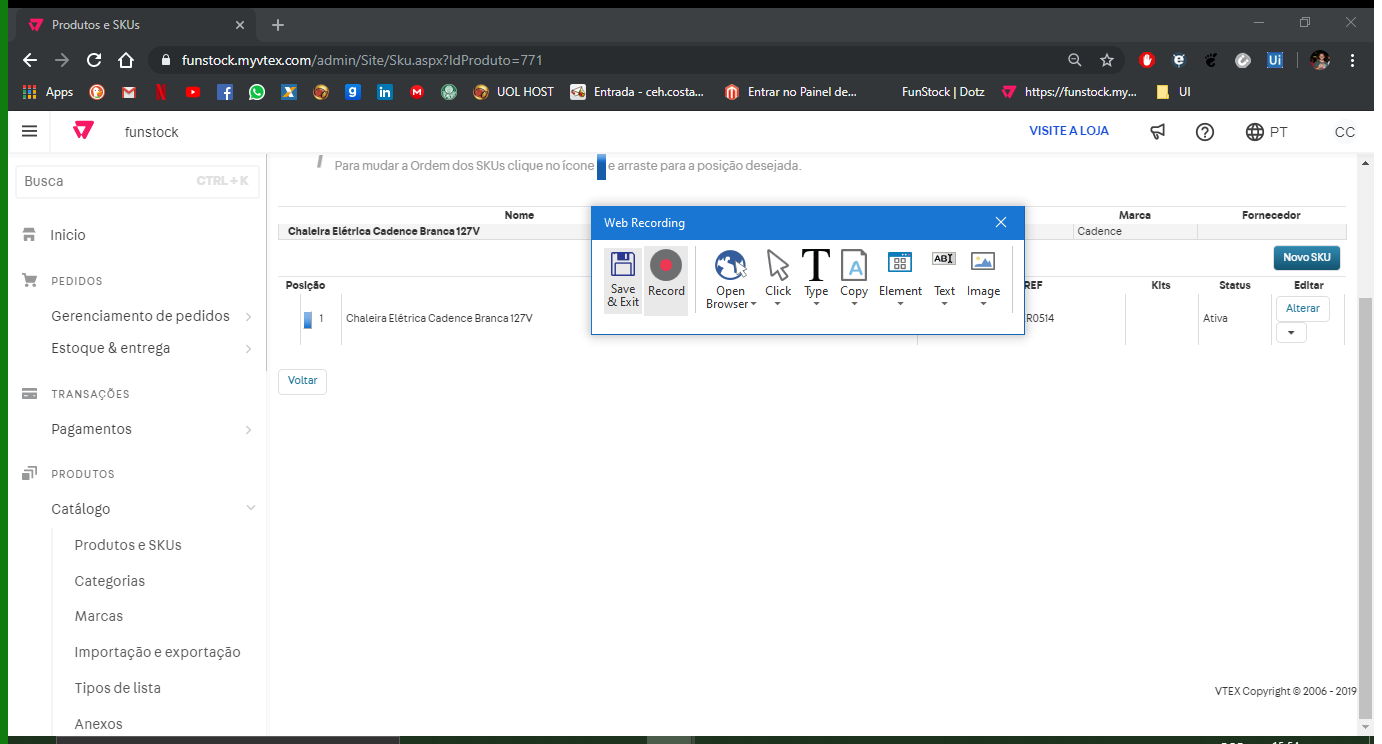 Produtos e SKUs
funstock.myvtex.com/admin/Site/Sku.aspx?IdProduto=771
Apps
UOL HOST
Entrada - ceh.costa...
Entrar no Painel de...
FunStock | Dotz
https://funstock.my...
UI
funstock
VISITE A LOJA
PT
CC
Busca
CTRL + K
Inicio
PEDIDOS
Gerenciamento de pedidos
Estoque & entrega
TRANSAÇÕES
Pagamentos
PRODUTOS
Catálogo
Produtos e SKUs
Categorias
Marcas
Importação e exportação
Tipos de lista
Anexos
Para mudar a Ordem dos SKUs clique no ícone e arraste para a posição desejada.
Nome
Marca
Fornecedor
Chaleira Elétrica Cadence Branca 127V
Cadence
Novo SKU
Posição
REF
Kits
Status
Editar
1
Chaleira Elétrica Cadence Branca 127V
R0514
Ativa
Alterar
Voltar
Web Recording
Save & Exit
Record
Open Browser
Click
Type
Copy
Element
Text
Image
VTEX Copyright © 2006 - 2019